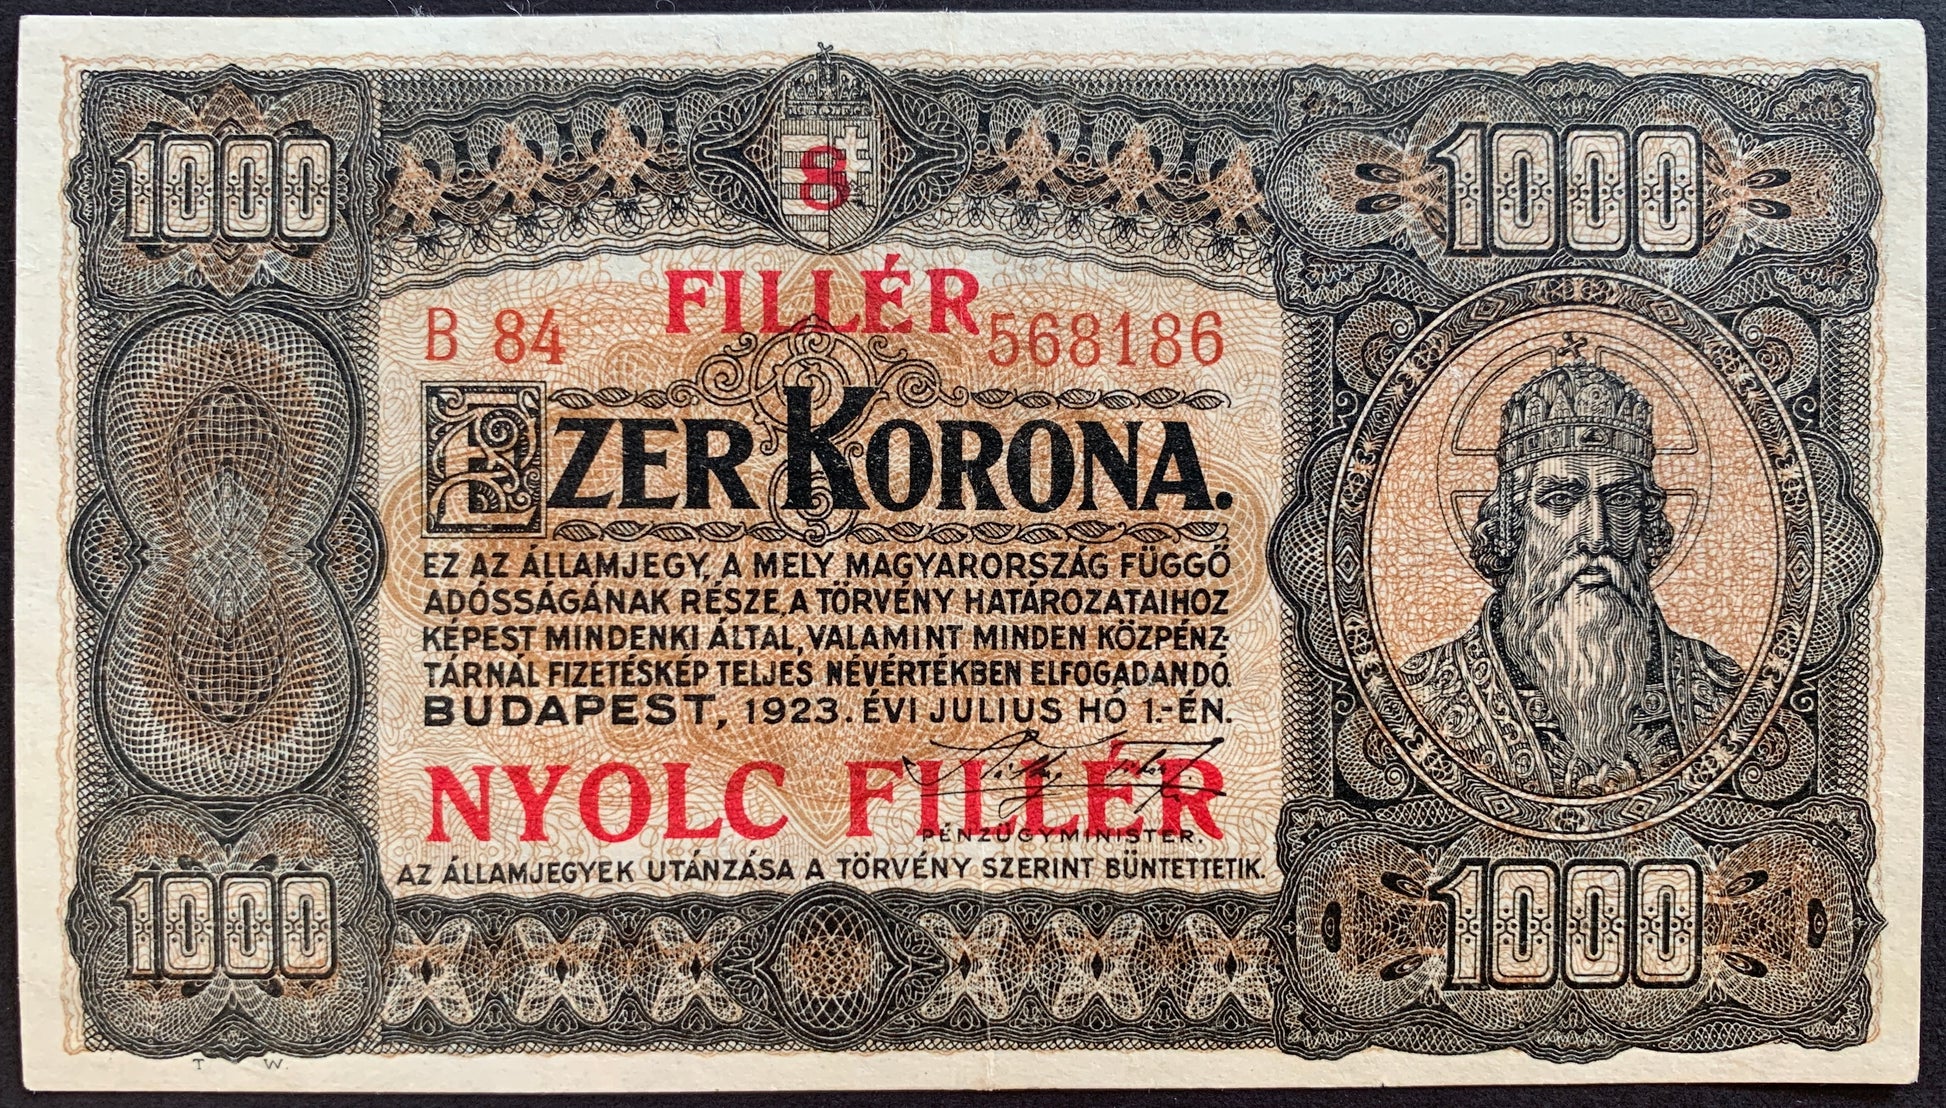 1000
8
1000
FILLÉR
B 84
568186
EZER KORONA.
EZ AZ ÁLLAMJEGY, A MELY MAGYARORSZÁG FÜGGŐ
ADÓSSÁGÁNAK RÉSZE, A TÖRVÉNY HATÁROZATAIHOZ
KÉPEST MINDENKI ÁLTAL, VALAMINT MINDEN KÖZPÉNZ-
TÁRNÁL FIZETÉSKÉP TELJES NÉVÉRTÉKBEN ELFOGADANDÓ.
BUDAPEST, 1923. ÉVI JULIUS HÓ 1.-ÉN.
NYOLC FILLÉR
PÉNZÜGYMINISTER.
AZ ÁLLAMJEGYEK UTÁNZÁSA A TÖRVÉNY SZERINT BÜNTETTETIK.
1000
1000
T W.